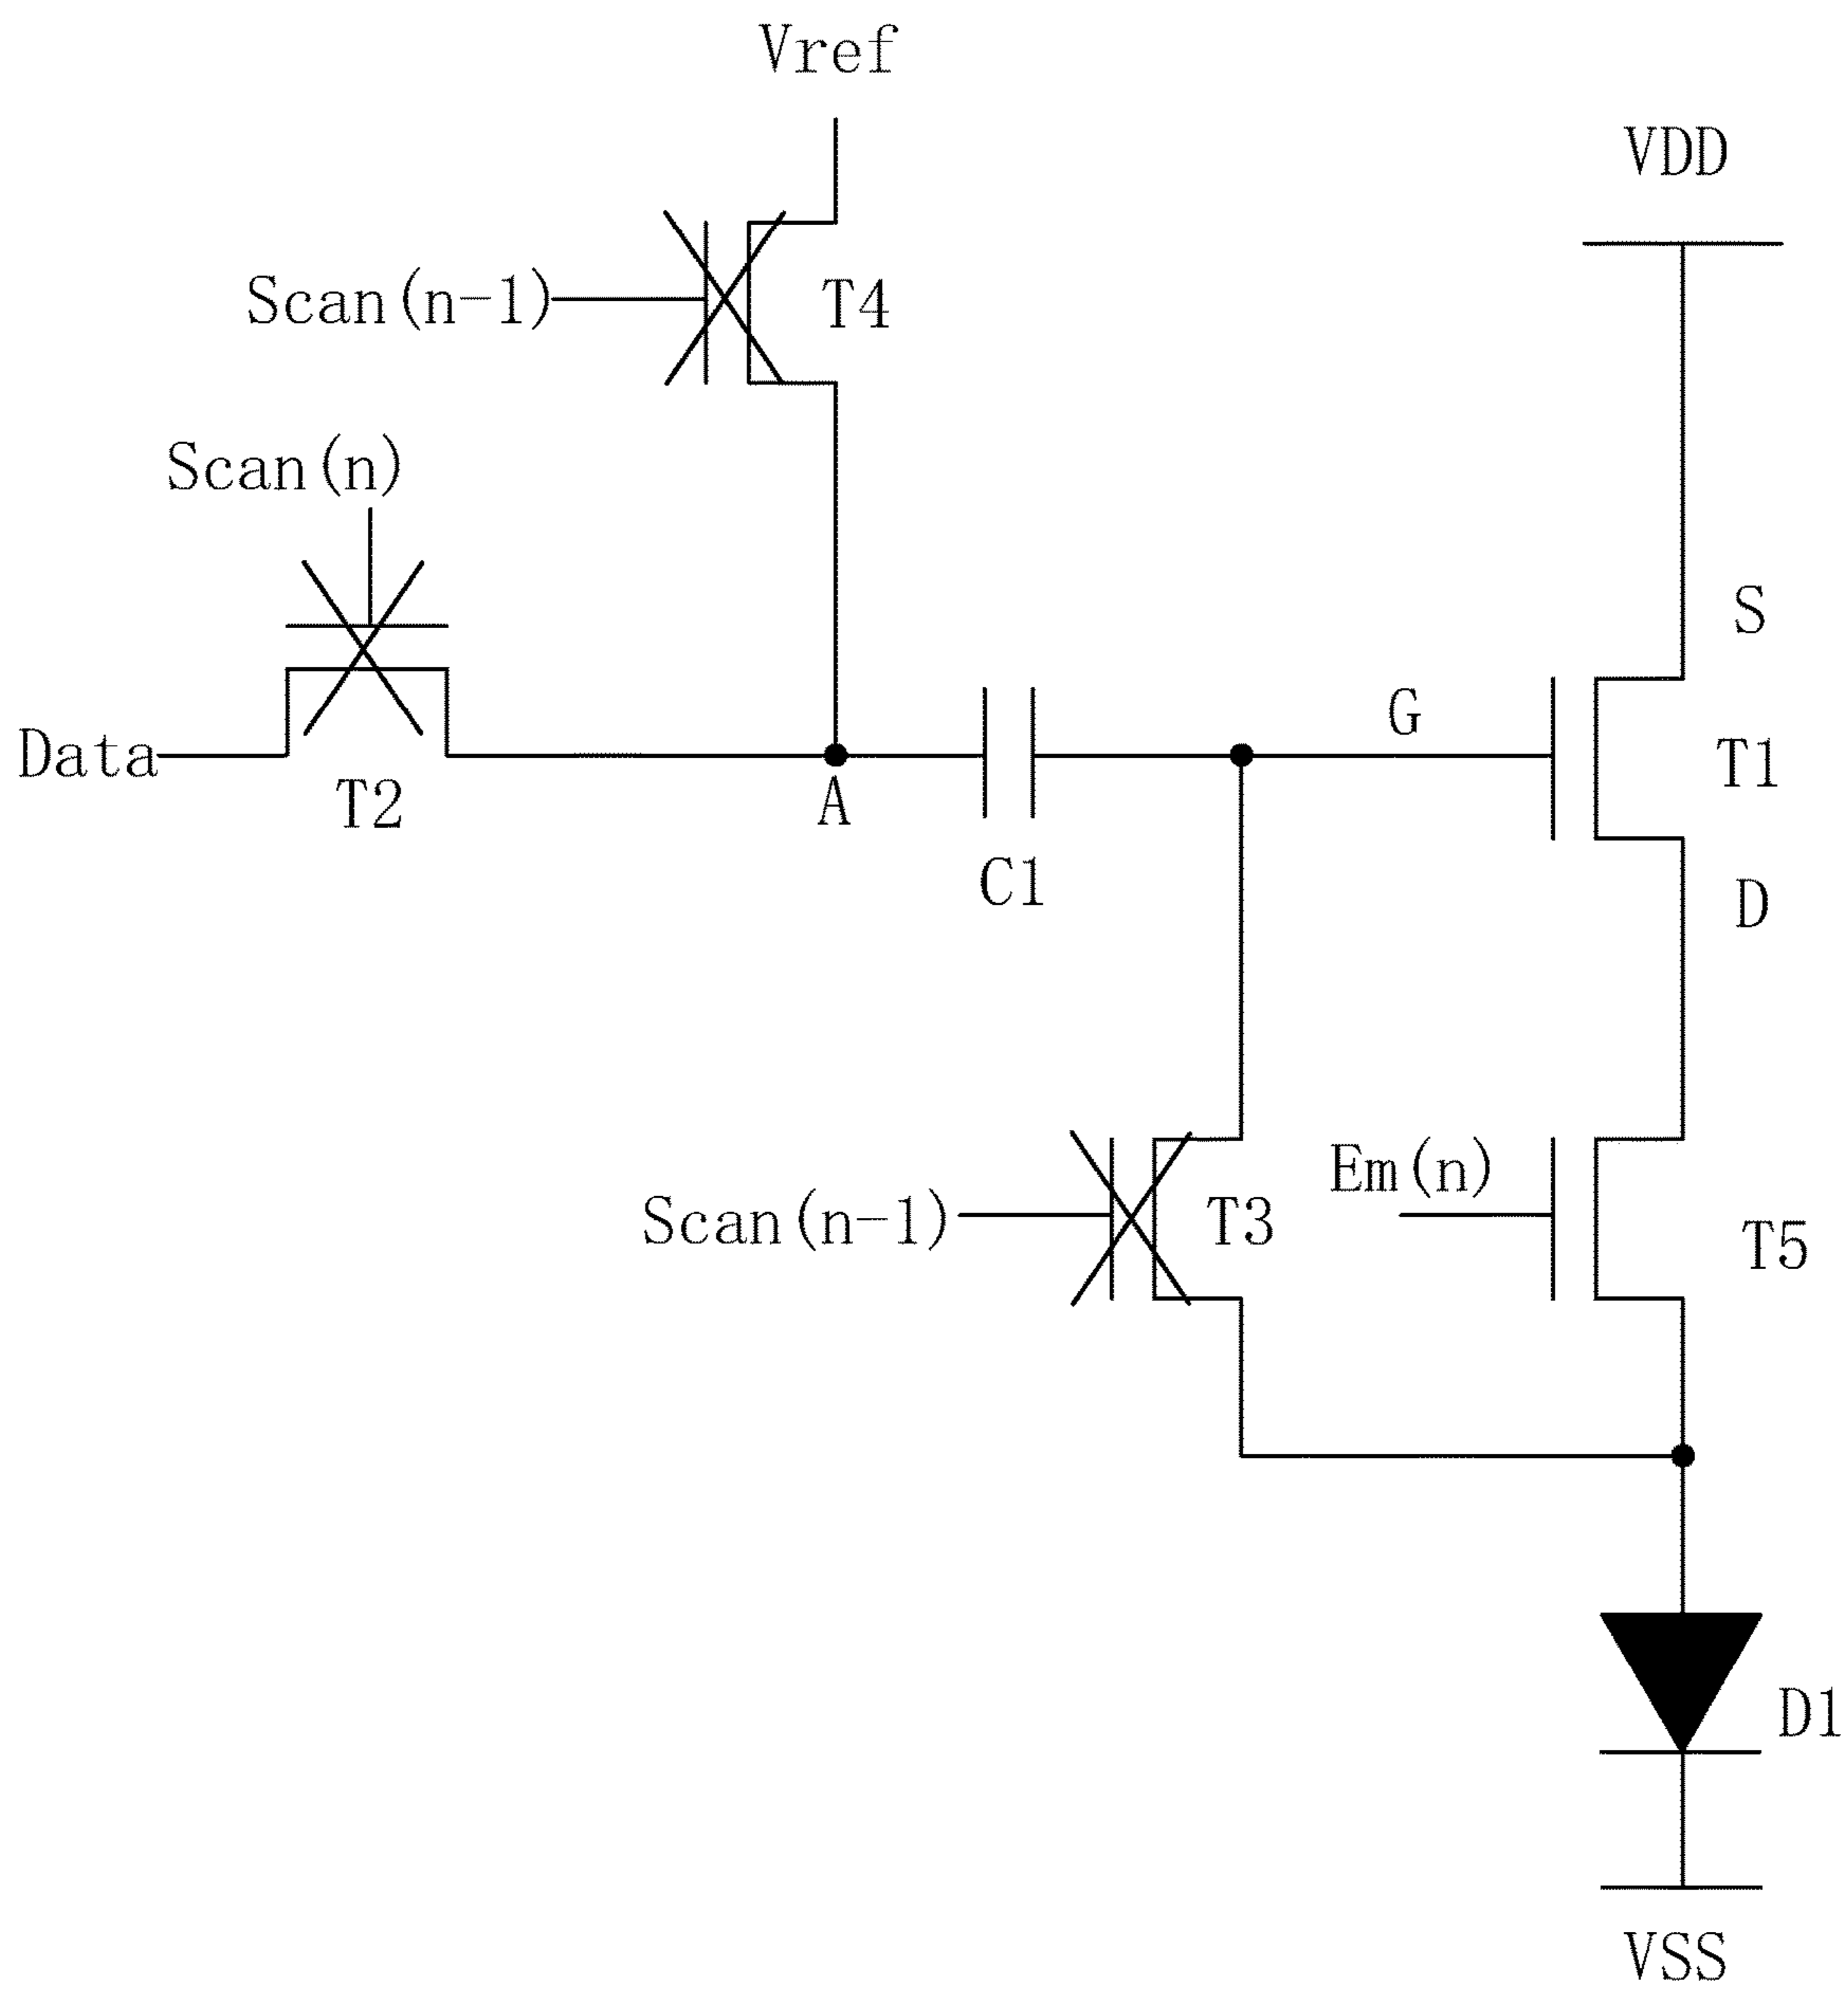 Vref
VDD
Scan(n-1)
T4
Scan(n)
S
G
T1
Data
T2
A
C1
D
Em(n)
Scan(n-1)
T3
T5
D1
VSS